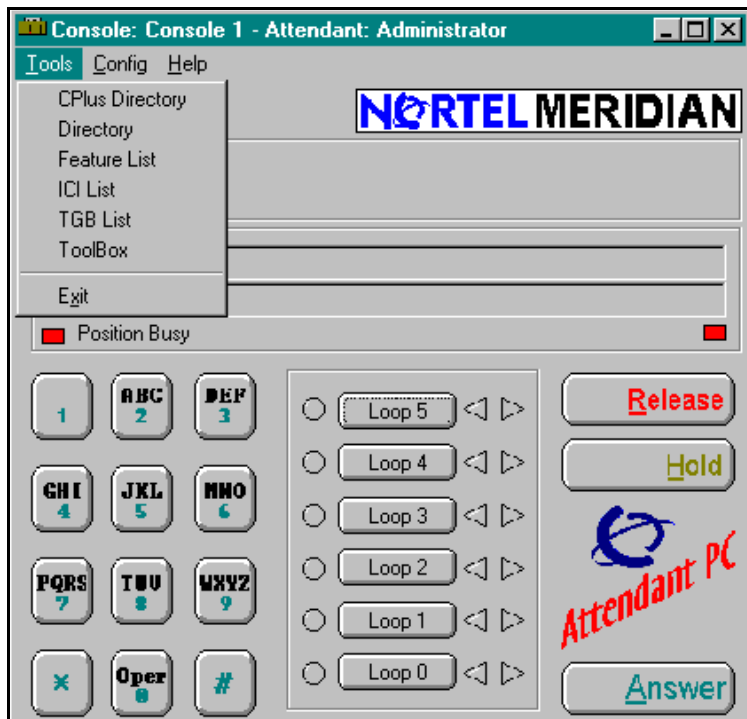 Console: Console 1 - Attendant: Administrator
Tools Config Help
CPlus Directory
Directory
Feature List
ICI List
TGB List
ToolBox
Exit
NORTEL MERIDIAN
Position Busy
1
ABC
2
DEF
3
GHI
4
JKL
5
MNO
6
PQRS
7
TUV
8
WXYZ
9
*
Oper
0
#
Loop 5
Loop 4
Loop 3
Loop 2
Loop 1
Loop 0
Release
Hold
Attendant PC
Answer